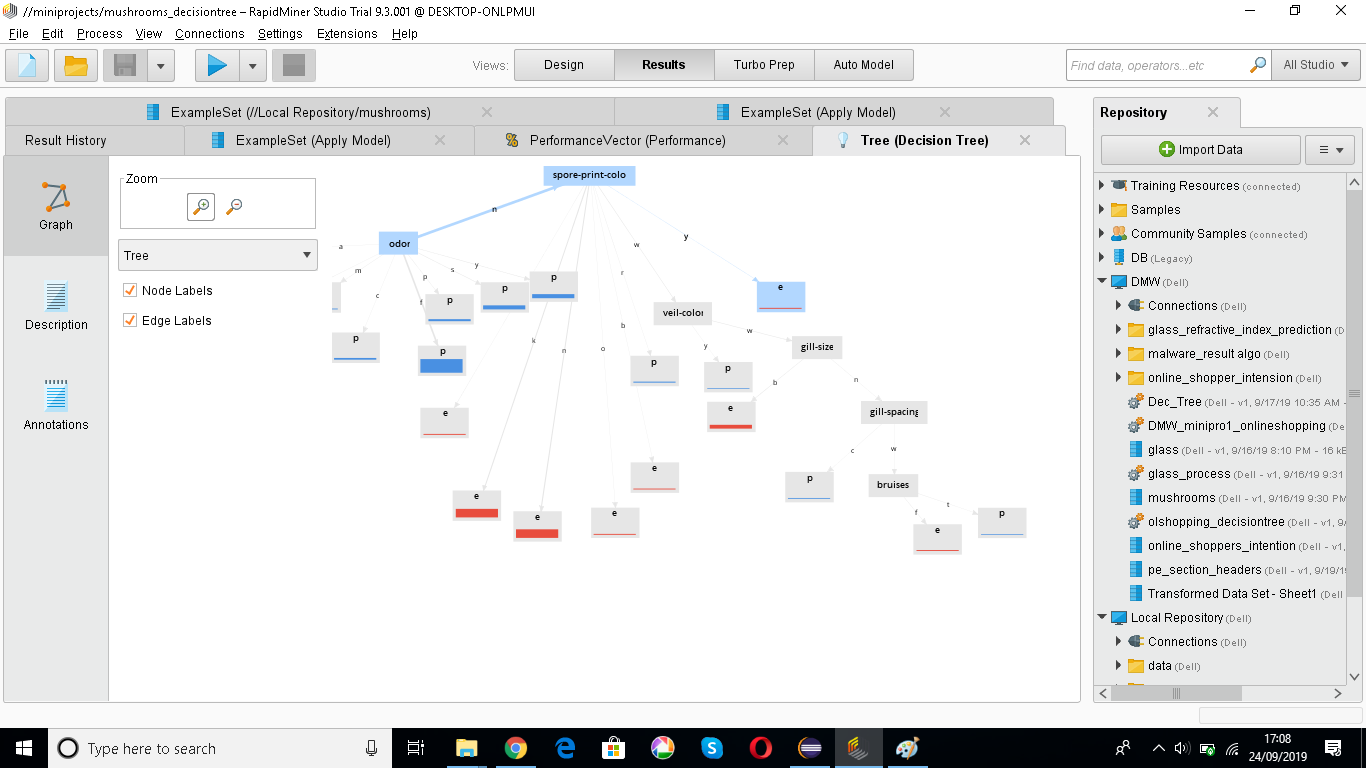 //miniprojects/mushrooms_decisiontree – RapidMiner Studio Trial 9.3.001 @ DESKTOP-ONLPMUI
File Edit Process View Connections Settings Extensions Help
Views: Design Results Turbo Prep Auto Model
Find data, operators...etc
All Studio
ExampleSet (//Local Repository/mushrooms)
ExampleSet (Apply Model)
Result History
ExampleSet (Apply Model)
PerformanceVector (Performance)
Tree (Decision Tree)
Graph
Description
Annotations
Zoom
Tree
Node Labels
Edge Labels
spore-print-colo
n
w
y
odor
a
m
c
p
f
s
y
k
n
o
b
r
p
p
p
p
p
e
e
e
e
e
p
veil-color
y
w
p
e
gill-size
b
n
e
gill-spacing
c
w
p
bruises
f
t
e
p
Repository
Import Data
Training Resources (connected)
Samples
Community Samples (connected)
DB (Legacy)
DMW (Dell)
Connections (Dell)
glass_refractive_index_prediction (D
malware_result algo (Dell)
online_shopper_intension (Dell)
Dec_Tree (Dell - v1, 9/17/19 10:35 AM -
DMW_minipro1_onlineshopping (De
glass (Dell - v1, 9/16/19 8:10 PM - 16 kE
glass_process (Dell - v1, 9/16/19 9:31
mushrooms (Dell - v1, 9/16/19 9:30 PM
olshopping_decisiontree (Dell - v1, 9/
online_shoppers_intention (Dell - v1,
pe_section_headers (Dell - v1, 9/19/1
Transformed Data Set - Sheet1 (Dell
Local Repository (Dell)
Connections (Dell)
data (Dell)
Type here to search
17:08
24/09/2019